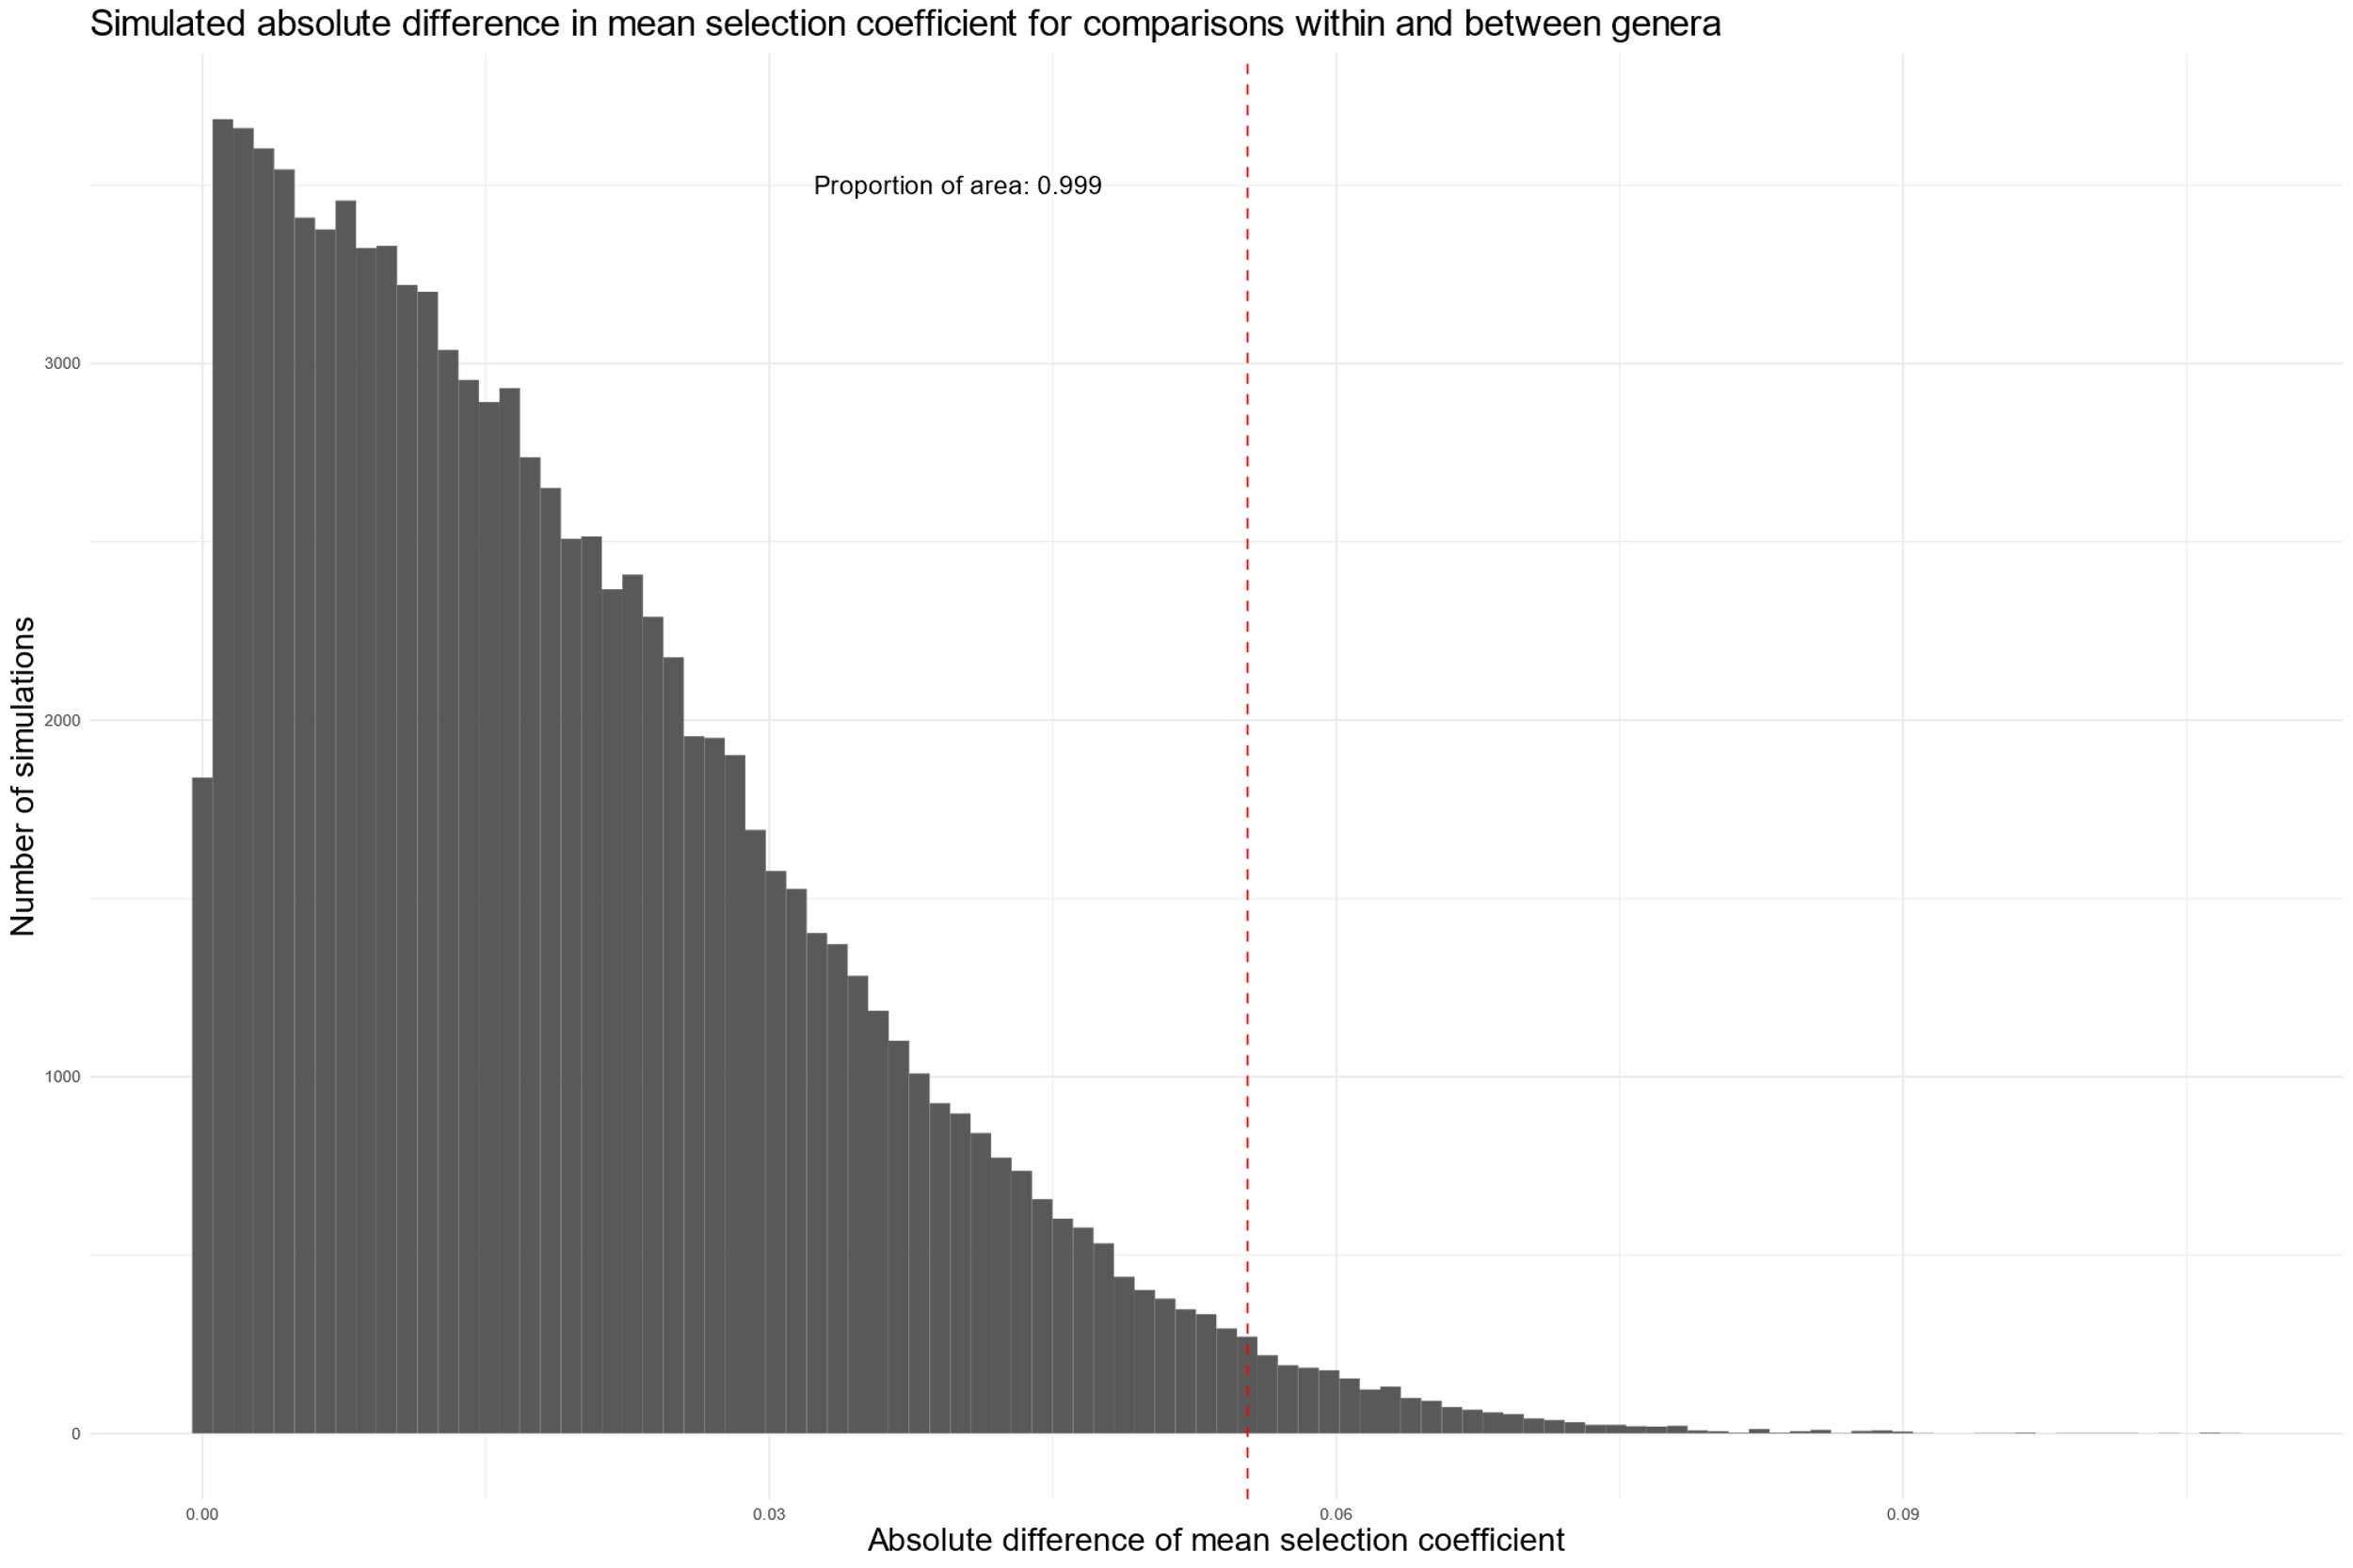 Simulated absolute difference in mean selection coefficient for comparisons within and between genera
Proportion of area: 0.999
Number of simulations
3000
2000
1000
0
0.00 0.03 0.06 0.09
Absolute difference of mean selection coefficient